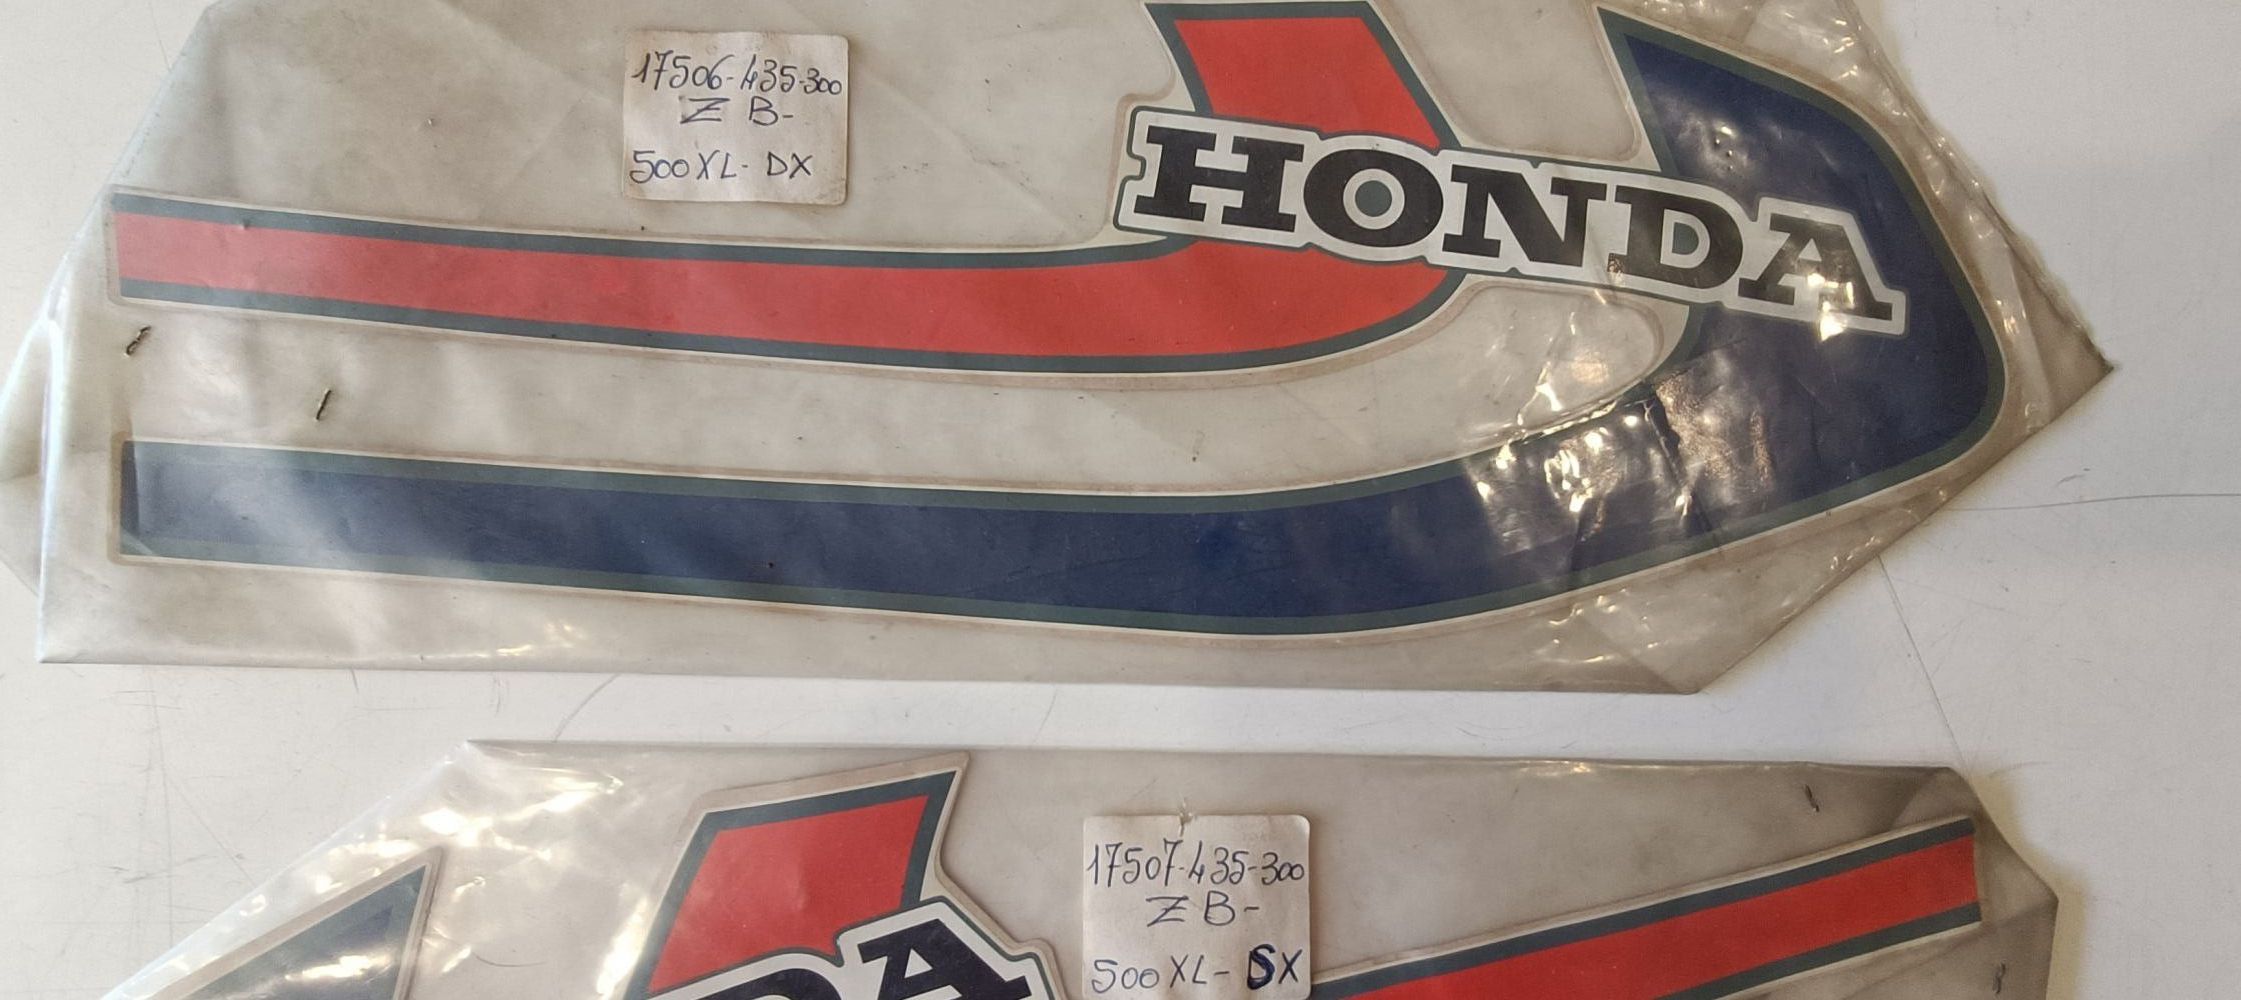 17506-435-300
ZB-
500XL-DX
HONDA
17507-435-300
ZB-
500XL-SX
DA